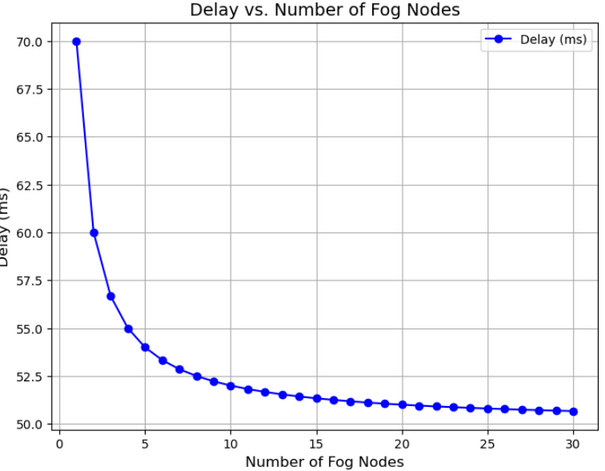 Delay vs. Number of Fog Nodes
Delay (ms)
70.0
67.5
65.0
62.5
60.0
57.5
55.0
52.5
50.0
Delay (ms)
0 5 10 15 20 25 30
Number of Fog Nodes